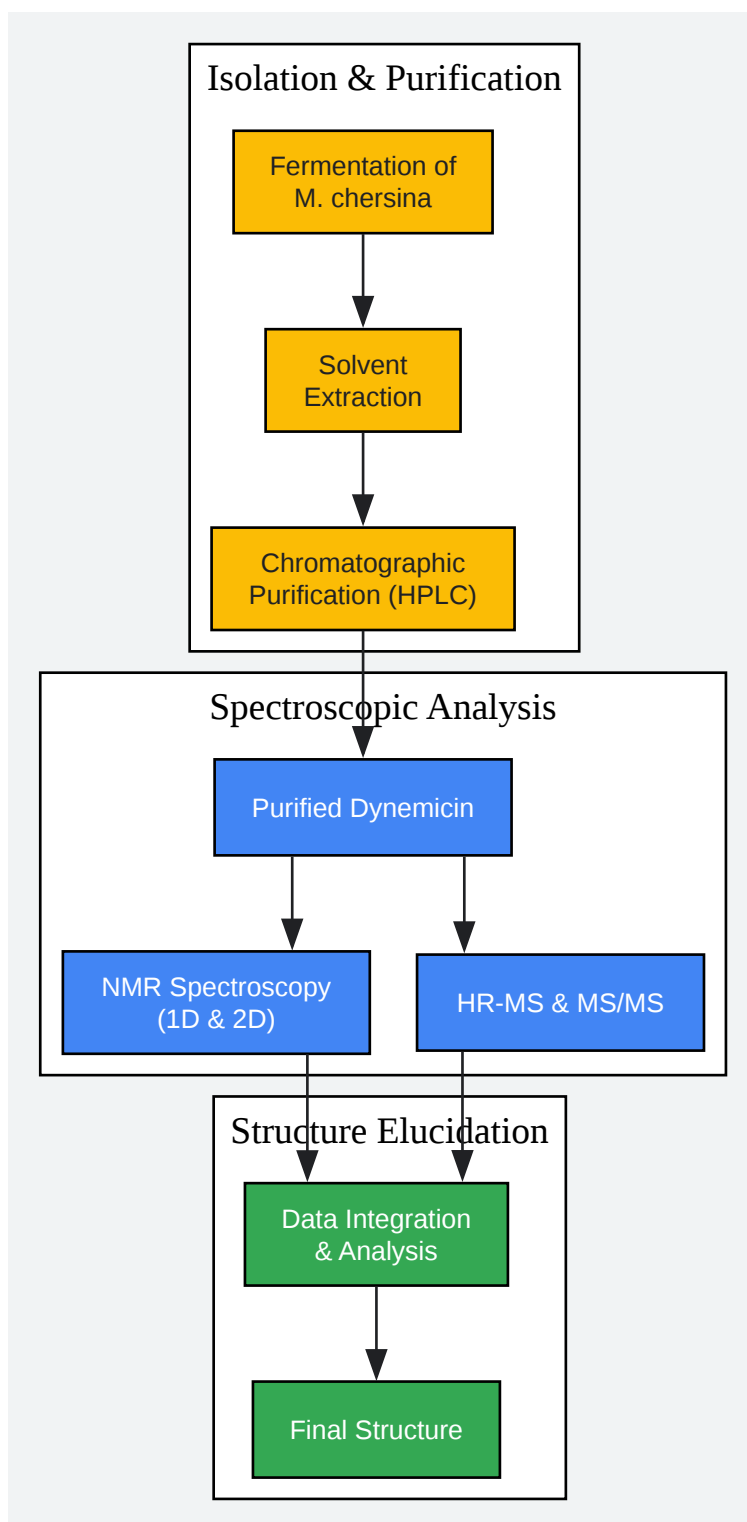 Isolation & Purification
Fermentation of
M. chersina
Solvent
Extraction
Chromatographic
Purification (HPLC)
Spectroscopic Analysis
Purified Dynemicin
NMR Spectroscopy
(1D & 2D)
HR-MS & MS/MS
Structure Elucidation
Data Integration
& Analysis
Final Structure